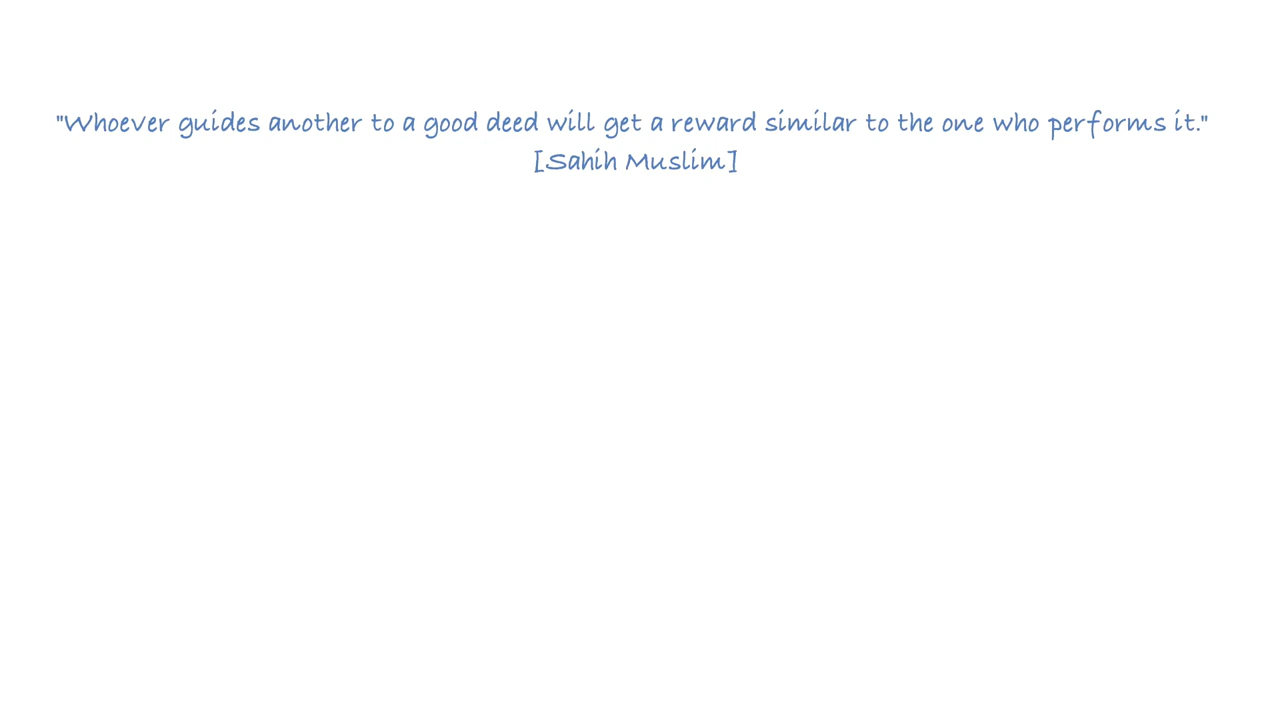 "Whoever guides another to a good deed will get a reward similar to the one who performs it."
[Sahih Muslim]